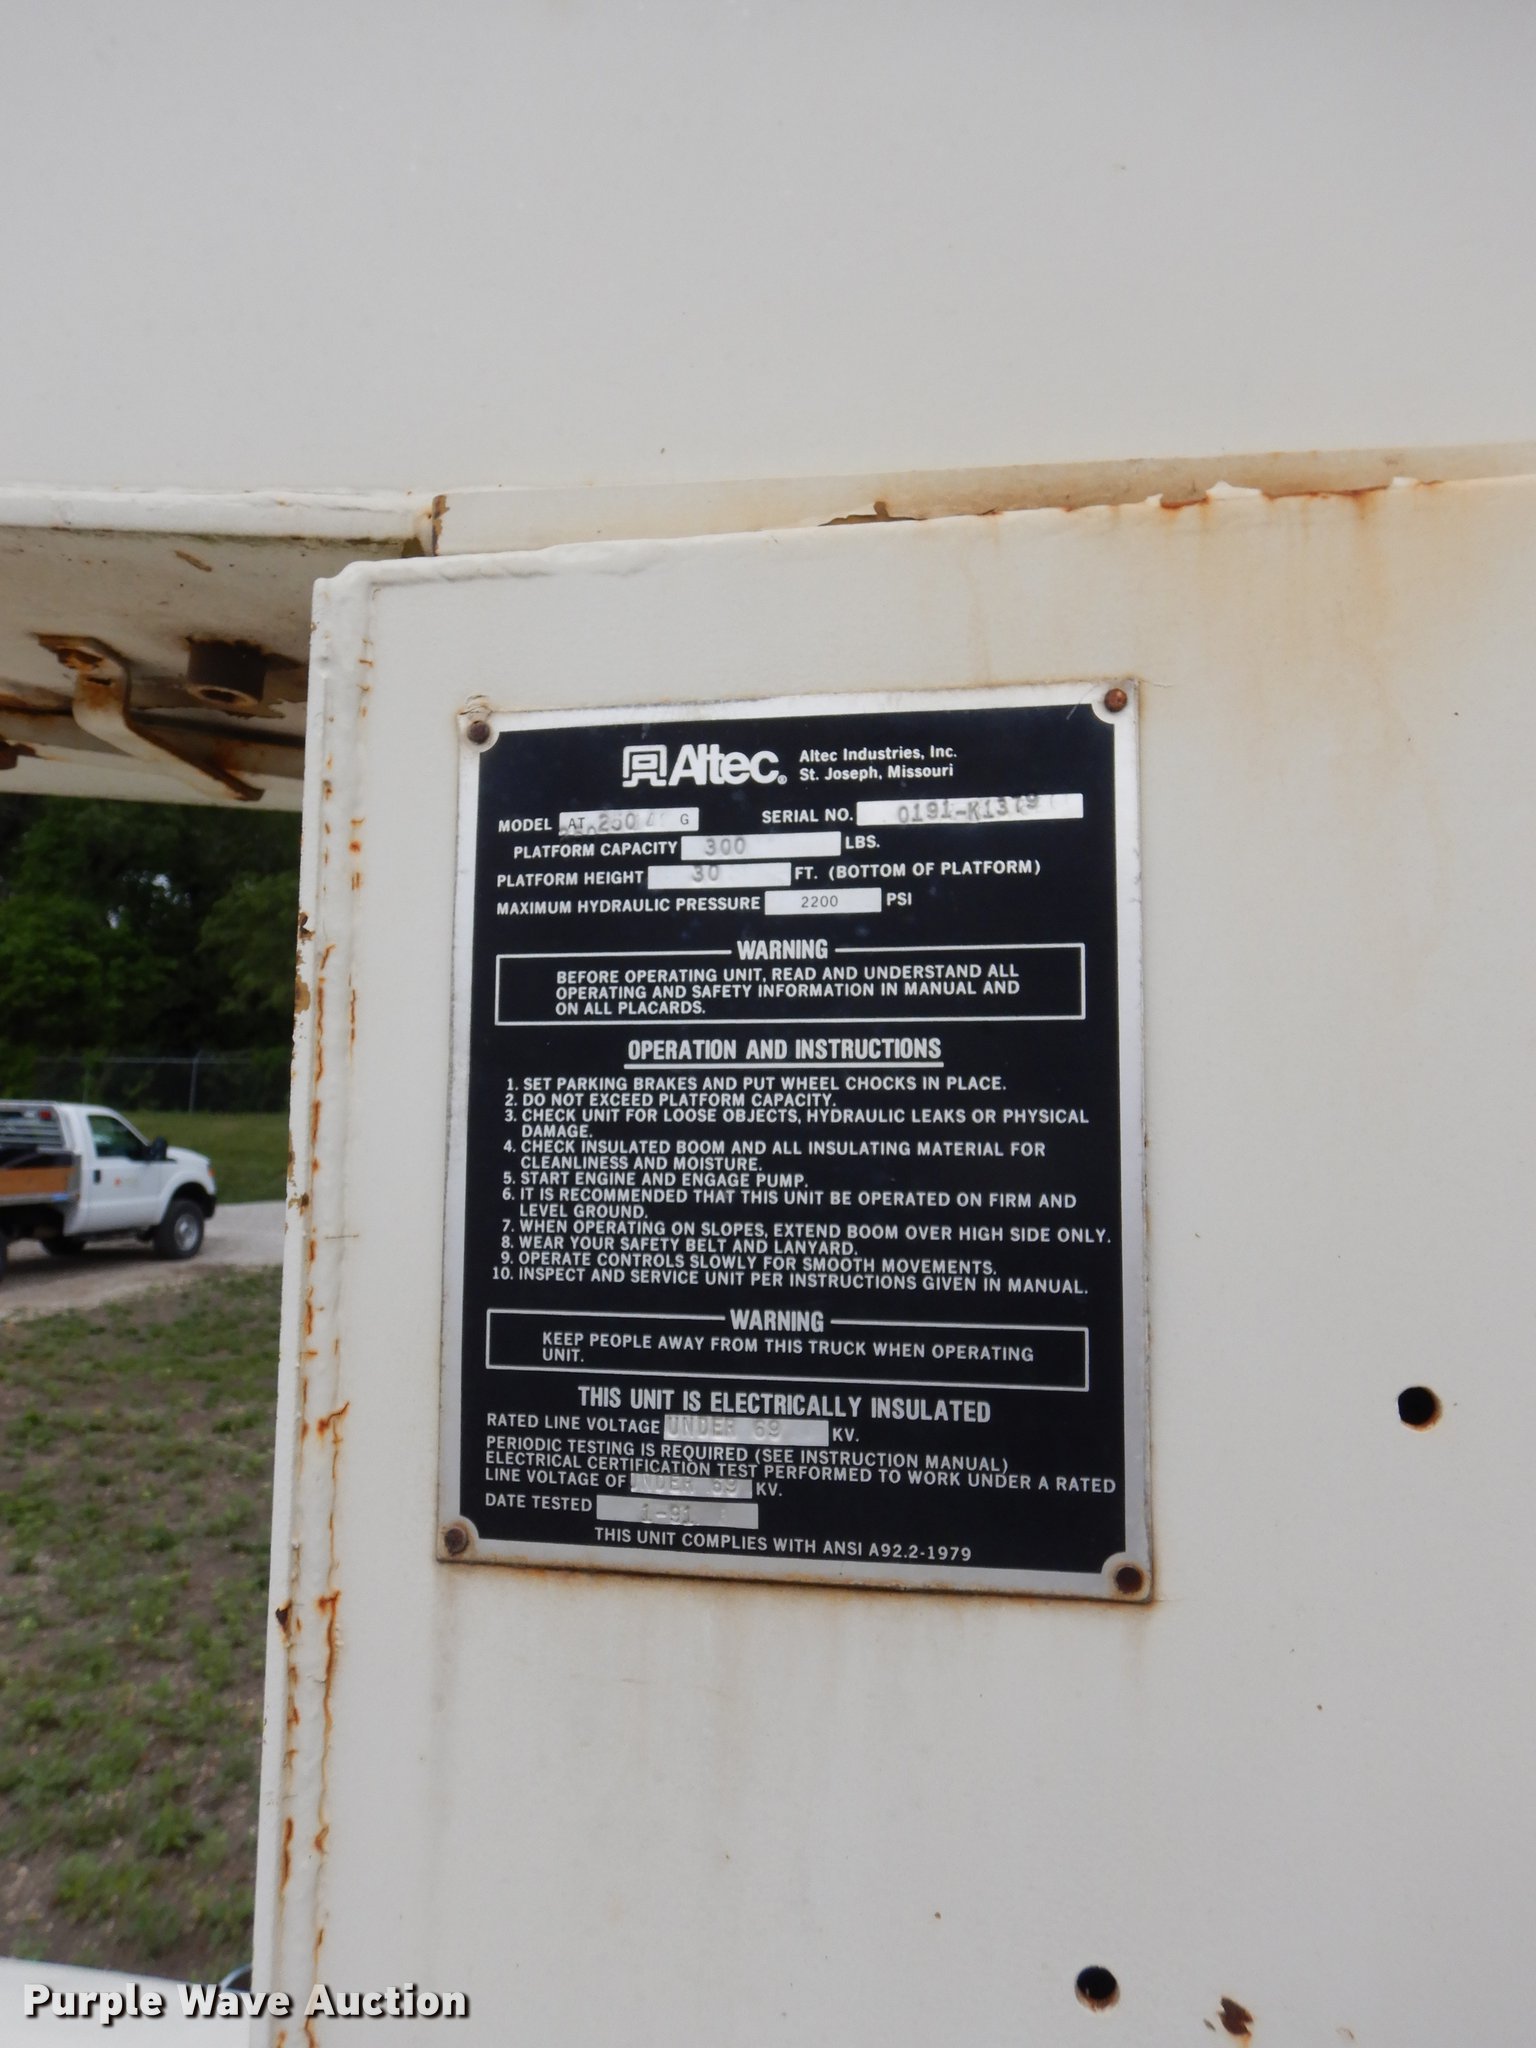 Altec® Altec Industries, Inc.
St. Joseph, Missouri
MODEL AT 250 G SERIAL NO. 0191-K1379
PLATFORM CAPACITY 300 LBS.
PLATFORM HEIGHT 30 FT. (BOTTOM OF PLATFORM)
MAXIMUM HYDRAULIC PRESSURE 2200 PSI
WARNING
BEFORE OPERATING UNIT, READ AND UNDERSTAND ALL
OPERATING AND SAFETY INFORMATION IN MANUAL AND
ON ALL PLACARDS.
OPERATION AND INSTRUCTIONS
1. SET PARKING BRAKES AND PUT WHEEL CHOCKS IN PLACE.
2. DO NOT EXCEED PLATFORM CAPACITY.
3. CHECK UNIT FOR LOOSE OBJECTS, HYDRAULIC LEAKS OR PHYSICAL
DAMAGE.
4. CHECK INSULATED BOOM AND ALL INSULATING MATERIAL FOR
CLEANLINESS AND MOISTURE.
5. START ENGINE AND ENGAGE PUMP.
6. IT IS RECOMMENDED THAT THIS UNIT BE OPERATED ON FIRM AND
LEVEL GROUND.
7. WHEN OPERATING ON SLOPES, EXTEND BOOM OVER HIGH SIDE ONLY.
8. WEAR YOUR SAFETY BELT AND LANYARD.
9. OPERATE CONTROLS SLOWLY FOR SMOOTH MOVEMENTS.
10. INSPECT AND SERVICE UNIT PER INSTRUCTIONS GIVEN IN MANUAL.
WARNING
KEEP PEOPLE AWAY FROM THIS TRUCK WHEN OPERATING
UNIT.
THIS UNIT IS ELECTRICALLY INSULATED
RATED LINE VOLTAGE UNDER 69 KV.
PERIODIC TESTING IS REQUIRED (SEE INSTRUCTION MANUAL)
ELECTRICAL CERTIFICATION TEST PERFORMED TO WORK UNDER A RATED
LINE VOLTAGE OF UNDER 69 KV.
DATE TESTED 1-91
THIS UNIT COMPLIES WITH ANSI A92.2-1979
Purple Wave Auction